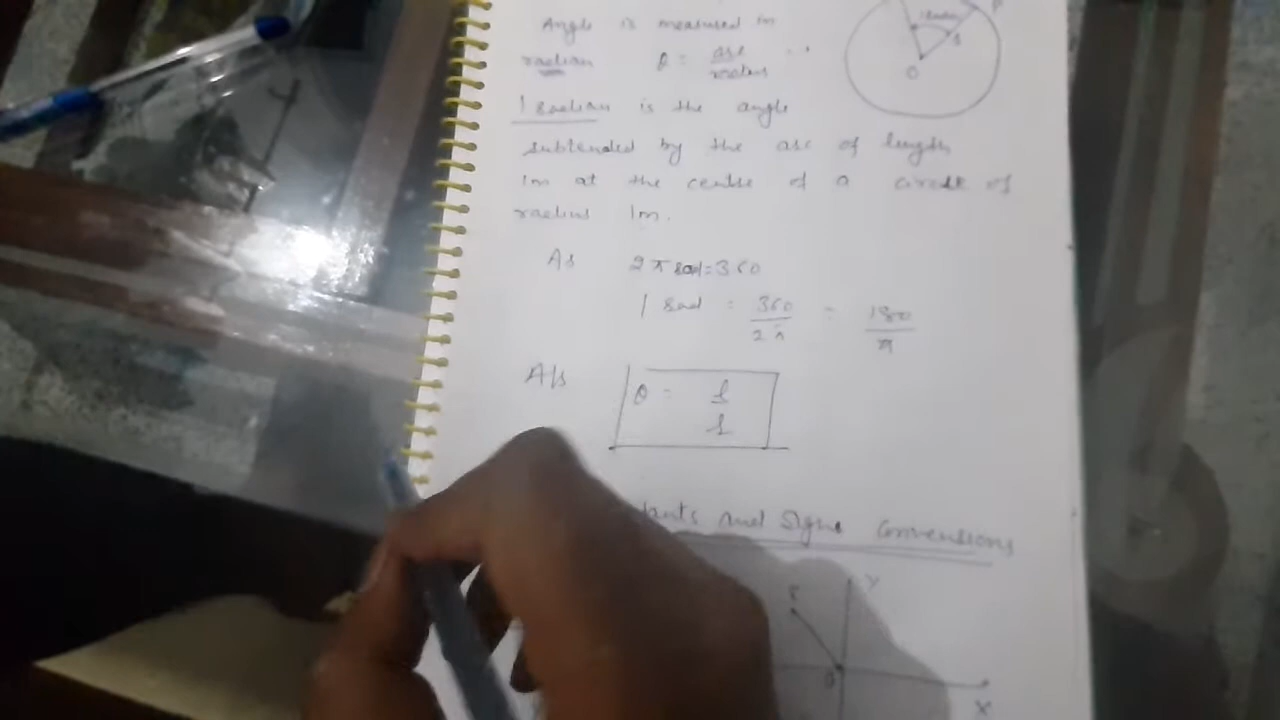 Angle is measured in
radian θ = arc / radius
1 radian
O
1 radian is the angle
subtended by the arc of length
1m at the centre of a circle of
radius 1m.
As 2π rad = 360
1 rad = 360 / 2π = 180 / π
As
θ =
and Signs Conventions
Y
O
X